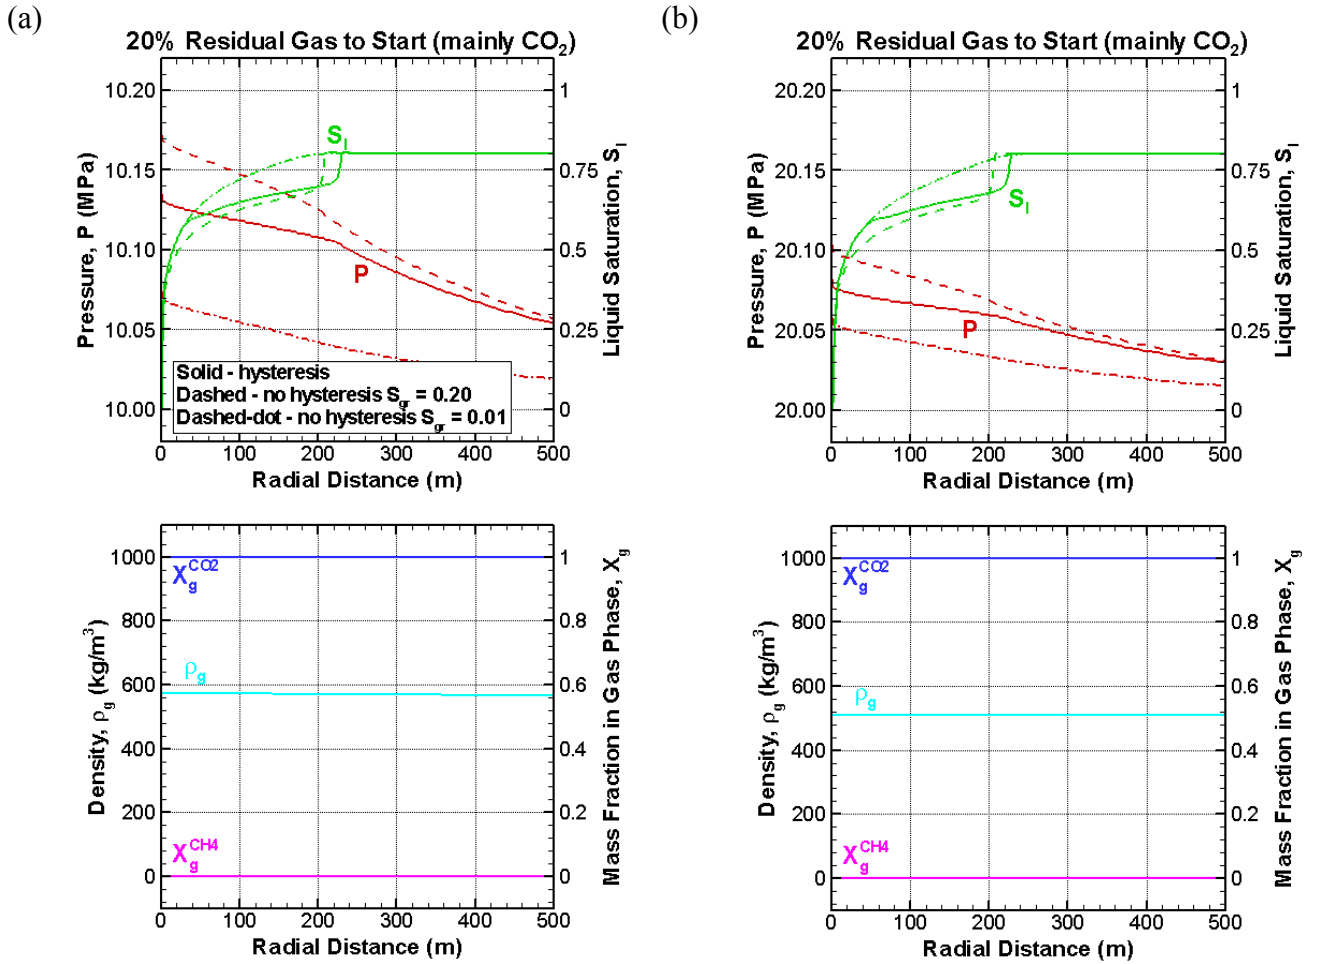 (a)
20% Residual Gas to Start (mainly CO2)
Pressure, P (MPa)
10.20
10.15
10.10
10.05
10.00
Sl
P
Solid - hysteresis
Dashed - no hysteresis Sgr = 0.20
Dashed-dot - no hysteresis Sgr = 0.01
1
0.75
0.5
0.25
0
Liquid Saturation, Sl
0 100 200 300 400 500
Radial Distance (m)
(b)
20% Residual Gas to Start (mainly CO2)
Pressure, P (MPa)
20.20
20.15
20.10
20.05
20.00
Sl
P
1
0.75
0.5
0.25
0
Liquid Saturation, Sl
0 100 200 300 400 500
Radial Distance (m)
Density, ρg (kg/m3)
1000
800
600
400
200
0
XgCO2
ρg
XgCH4
1
0.8
0.6
0.4
0.2
0
Mass Fraction in Gas Phase, Xg
0 100 200 300 400 500
Radial Distance (m)
Density, ρg (kg/m3)
1000
800
600
400
200
0
XgCO2
ρg
XgCH4
1
0.8
0.6
0.4
0.2
0
Mass Fraction in Gas Phase, Xg
0 100 200 300 400 500
Radial Distance (m)